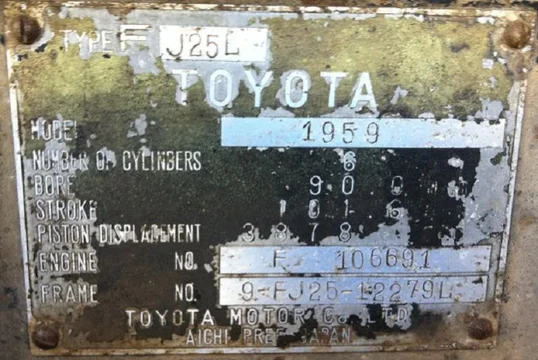 TYPE F J25L
TOYOTA
MODEL 1959
NUMBER OF CYLINDERS 6
BORE 90 0 M/M
STROKE 101 6
PISTON DISPLACEMENT 3878
ENGINE NO. F 106691
FRAME NO. 9-FJ25-12279L
TOYOTA MOTOR CO. LTD
AICHI PREF JAPAN